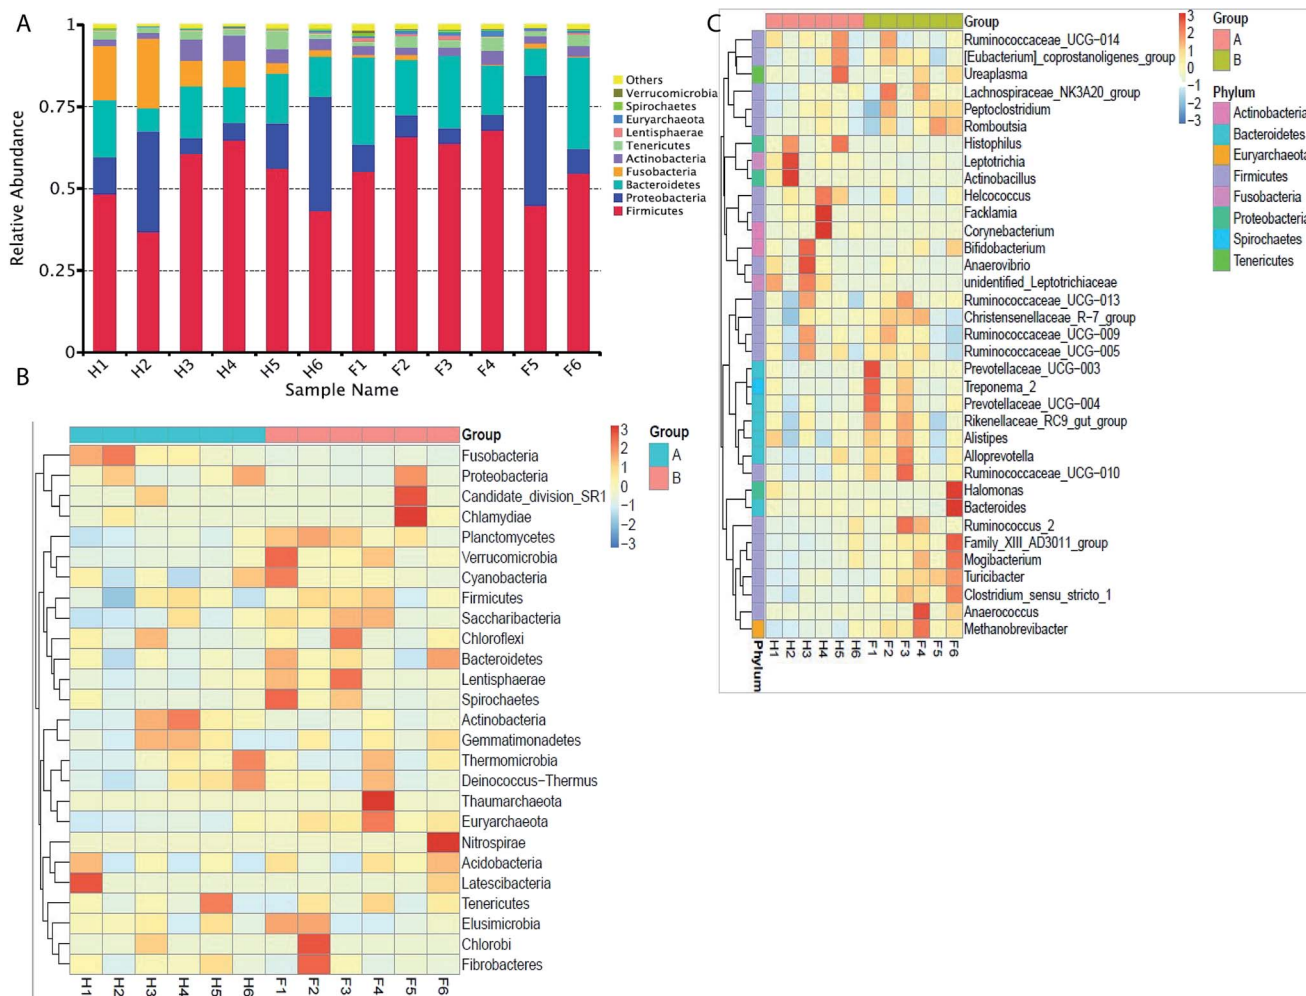 A
Relative Abundance
1
0.75
0.5
0.25
0
H1 H2 H3 H4 H5 H6 F1 F2 F3 F4 F5 F6
Sample Name
Others
Verrucomicrobia
Spirochaetes
Euryarchaeota
Lentisphaerae
Tenericutes
Actinobacteria
Fusobacteria
Bacteroidetes
Proteobacteria
Firmicutes
B
Group
Fusobacteria
Proteobacteria
Candidate_division_SR1
Chlamydiae
Planctomycetes
Verrucomicrobia
Cyanobacteria
Firmicutes
Saccharibacteria
Chloroflexi
Bacteroidetes
Lentisphaerae
Spirochaetes
Actinobacteria
Gemmatimonadetes
Thermomicrobia
Deinococcus−Thermus
Thaumarchaeota
Euryarchaeota
Nitrospirae
Acidobacteria
Latescibacteria
Tenericutes
Elusimicrobia
Chlorobi
Fibrobacteres
H1 H2 H3 H4 H5 H6 F1 F2 F3 F4 F5 F6
3
2
1
0
−1
−2
−3
Group
A
B
C
Group
Ruminococcaceae_UCG−014
[Eubacterium]_coprostanoligenes_group
Ureaplasma
Lachnospiraceae_NK3A20_group
Peptoclostridium
Romboutsia
Histophilus
Leptotrichia
Actinobacillus
Helcococcus
Facklamia
Corynebacterium
Bifidobacterium
Anaerovibrio
unidentified_Leptotrichiaceae
Ruminococcaceae_UCG−013
Christensenellaceae_R−7_group
Ruminococcaceae_UCG−009
Ruminococcaceae_UCG−005
Prevotellaceae_UCG−003
Treponema_2
Prevotellaceae_UCG−004
Rikenellaceae_RC9_gut_group
Alistipes
Alloprevotella
Ruminococcaceae_UCG−010
Halomonas
Bacteroides
Ruminococcus_2
Family_XIII_AD3011_group
Mogibacterium
Turicibacter
Clostridium_sensu_stricto_1
Anaerococcus
Methanobrevibacter
Phylum H1 H2 H3 H4 H5 H6 F1 F2 F3 F4 F5 F6
3
2
1
0
−1
−2
−3
Group
A
B
Phylum
Actinobacteria
Bacteroidetes
Euryarchaeota
Firmicutes
Fusobacteria
Proteobacteria
Spirochaetes
Tenericutes